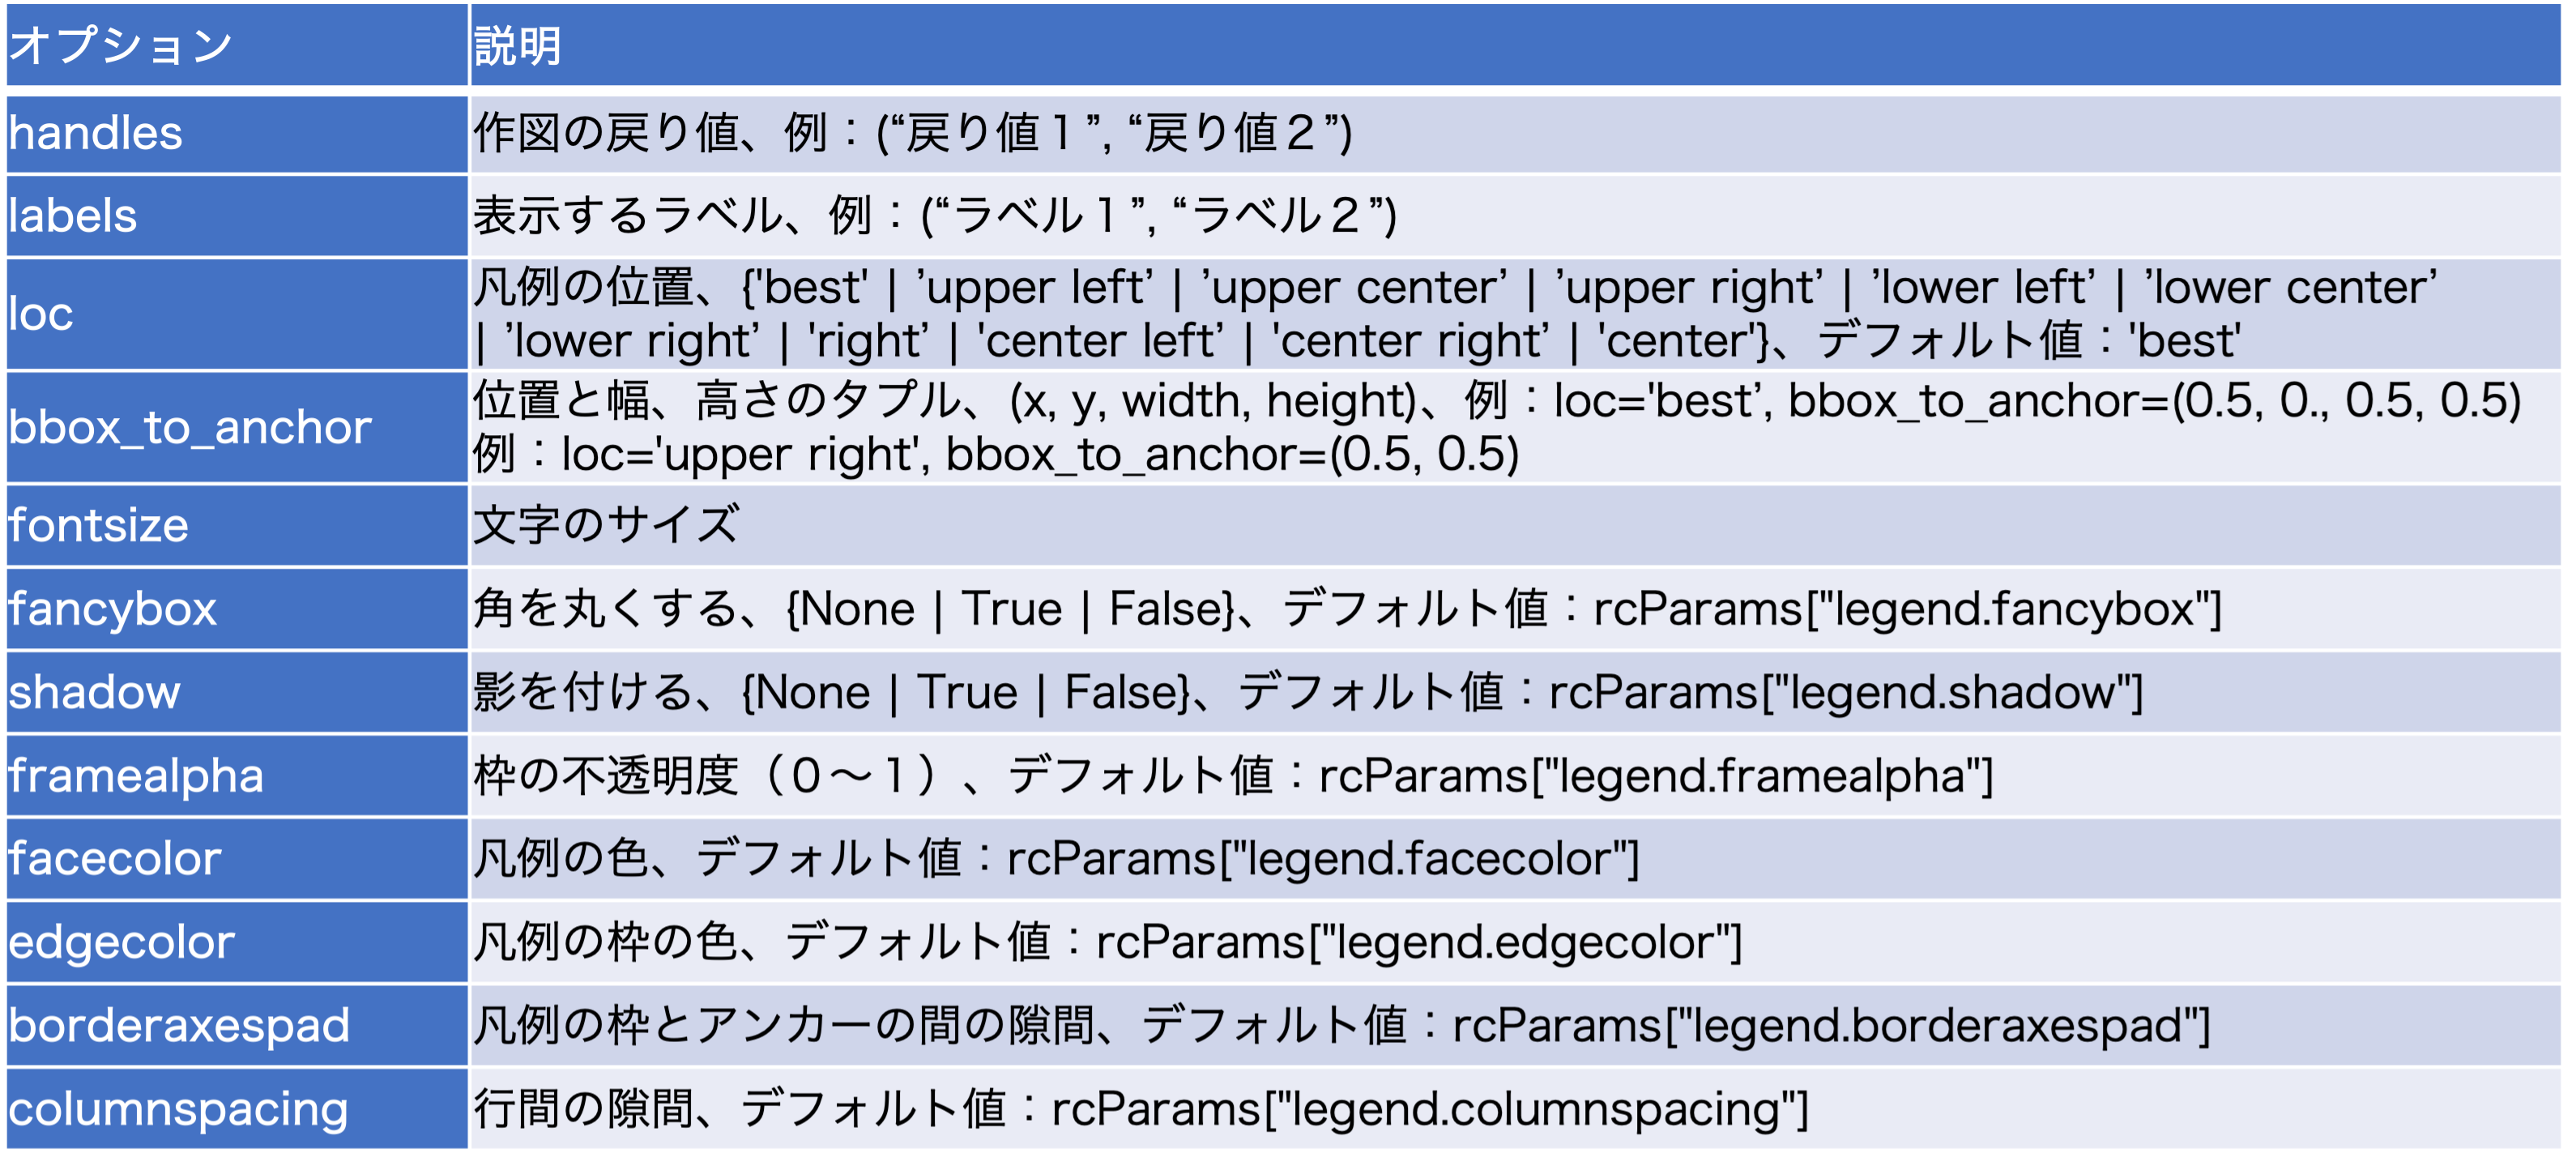 オプション 説明
handles 作図の戻り値、例：(“戻り値１”, “戻り値２”)
labels 表示するラベル、例：(“ラベル１”, “ラベル２”)
loc 凡例の位置、{'best' | ’upper left’ | ’upper center’ | ’upper right’ | ’lower left’ | ’lower center’
| ’lower right’ | 'right’ | 'center left’ | 'center right’ | 'center'}、デフォルト値：'best'
bbox_to_anchor 位置と幅、高さのタプル、(x, y, width, height)、例：loc='best’, bbox_to_anchor=(0.5, 0., 0.5, 0.5)
例：loc='upper right', bbox_to_anchor=(0.5, 0.5)
fontsize 文字のサイズ
fancybox 角を丸くする、{None | True | False}、デフォルト値：rcParams["legend.fancybox"]
shadow 影を付ける、{None | True | False}、デフォルト値：rcParams["legend.shadow"]
framealpha 枠の不透明度（０〜１）、デフォルト値：rcParams["legend.framealpha"]
facecolor 凡例の色、デフォルト値：rcParams["legend.facecolor"]
edgecolor 凡例の枠の色、デフォルト値：rcParams["legend.edgecolor"]
borderaxespad 凡例の枠とアンカーの間の隙間、デフォルト値：rcParams["legend.borderaxespad"]
columnspacing 行間の隙間、デフォルト値：rcParams["legend.columnspacing"]